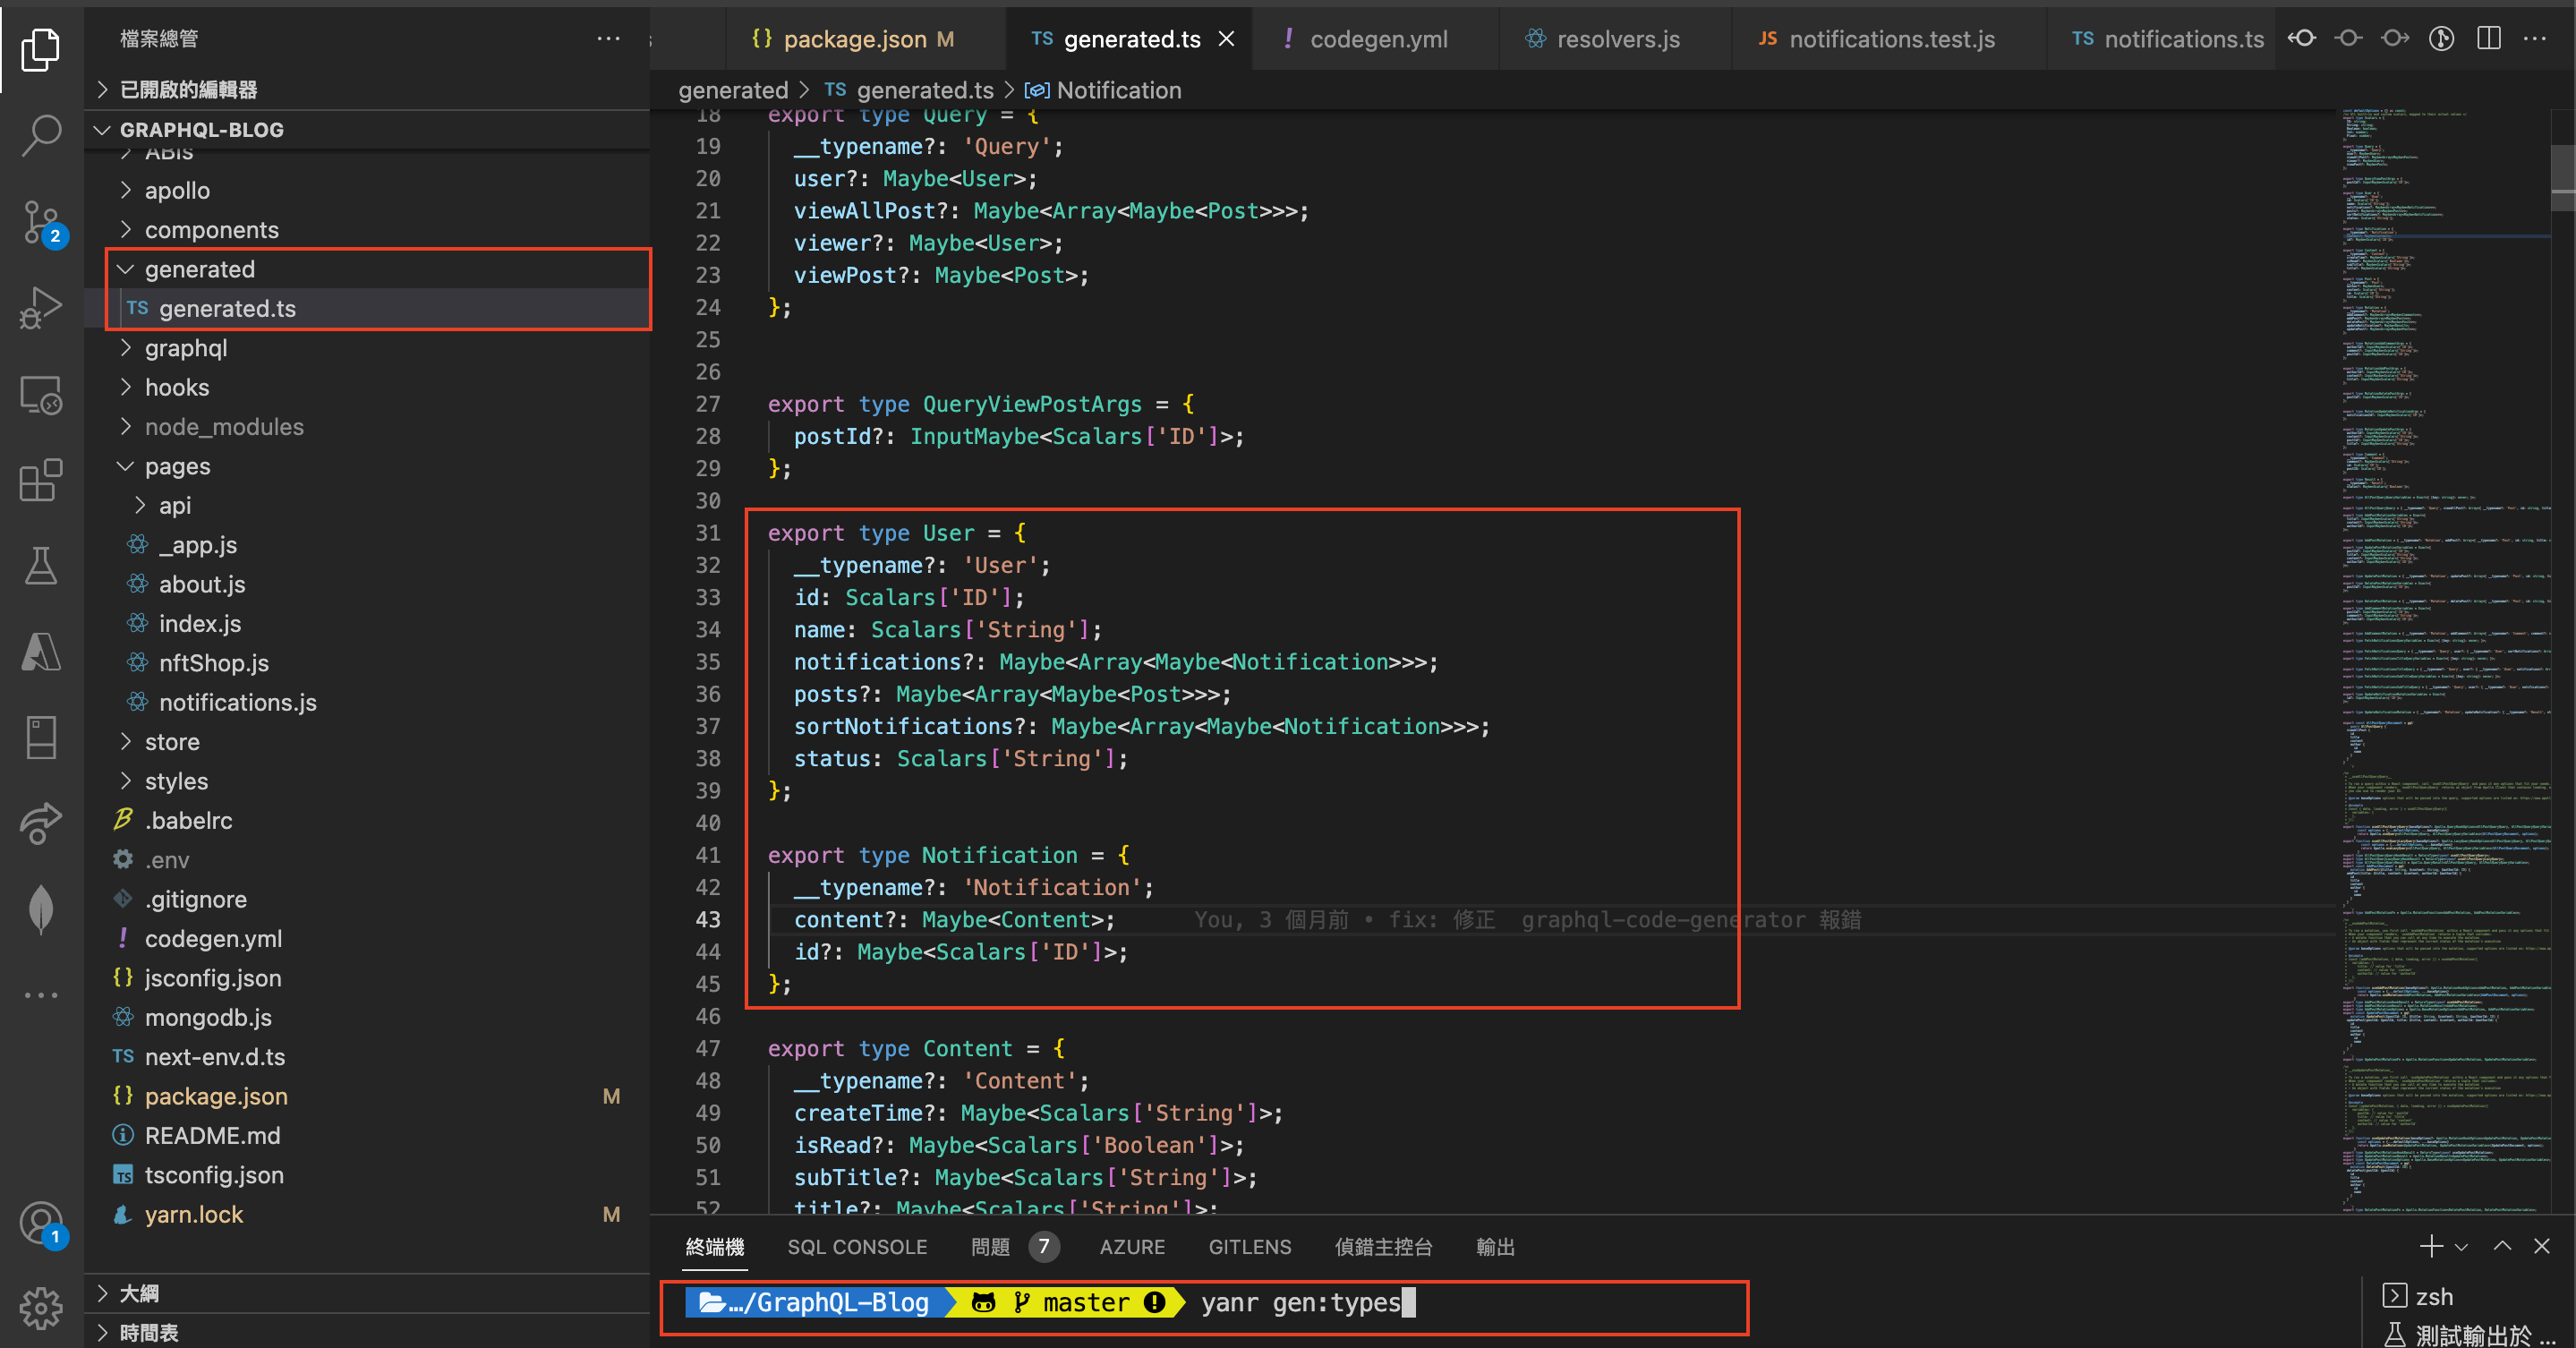 檔案總管
已開啟的編輯器
GRAPHQL-BLOG
ABIs
apollo
components
generated
TS generated.ts
graphql
hooks
node_modules
pages
api
_app.js
about.js
index.js
nftShop.js
notifications.js
store
styles
.babelrc
.env
.gitignore
! codegen.yml
{} jsconfig.json
mongodb.js
TS next-env.d.ts
{} package.json M
README.md
TS tsconfig.json
yarn.lock M
大綱
時間表
2
1
{} package.json M
TS generated.ts
! codegen.yml
resolvers.js
JS notifications.test.js
TS notifications.ts
generated > TS generated.ts > Notification
18 export type Query = {
19 __typename?: 'Query';
20 user?: Maybe<User>;
21 viewAllPost?: Maybe<Array<Maybe<Post>>>;
22 viewer?: Maybe<User>;
23 viewPost?: Maybe<Post>;
24 };
25
26
27 export type QueryViewPostArgs = {
28 postId?: InputMaybe<Scalars['ID']>;
29 };
30
31 export type User = {
32 __typename?: 'User';
33 id: Scalars['ID'];
34 name: Scalars['String'];
35 notifications?: Maybe<Array<Maybe<Notification>>>;
36 posts?: Maybe<Array<Maybe<Post>>>;
37 sortNotifications?: Maybe<Array<Maybe<Notification>>>;
38 status: Scalars['String'];
39 };
40
41 export type Notification = {
42 __typename?: 'Notification';
43 content?: Maybe<Content>; You, 3 個月前 • fix: 修正 graphql-code-generator 報錯
44 id?: Maybe<Scalars['ID']>;
45 };
46
47 export type Content = {
48 __typename?: 'Content';
49 createTime?: Maybe<Scalars['String']>;
50 isRead?: Maybe<Scalars['Boolean']>;
51 subTitle?: Maybe<Scalars['String']>;
52 title?: Maybe<Scalars['String']>;
終端機 SQL CONSOLE 問題 7 AZURE GITLENS 偵錯主控台 輸出
…/GraphQL-Blog master yanr gen:types
zsh
測試輸出於 ...